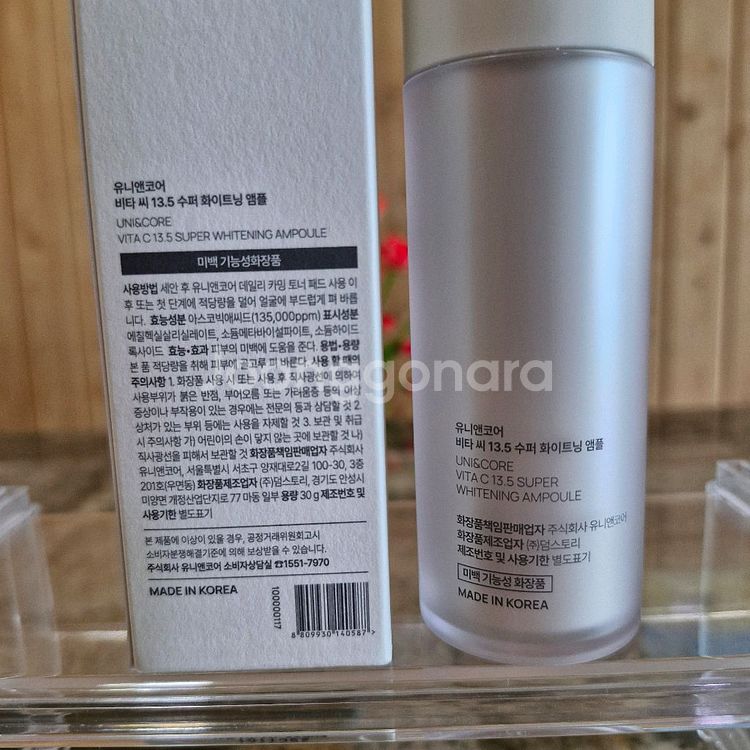 유니앤코어
비타 씨 13.5 수퍼 화이트닝 앰플
UNI&CORE
VITA C 13.5 SUPER WHITENING AMPOULE
미백 기능성화장품
사용방법 세안 후 유니앤코어 데일리 카밍 토너 패드 사용 이
후 또는 첫 단계에 적당량을 덜어 얼굴에 부드럽게 펴 바릅
니다. 효능성분 아스코빅애씨드(135,000ppm) 표시성분
에칠헥실살리실레이트, 소듐메타바이설파이트, 소듐하이드
록사이드 효능•효과 피부의 미백에 도움을 준다. 용법•용량
본 품 적당량을 취해 피부에 골고루 펴 바른다. 사용 할 때의
주의사항 1. 화장품 사용 시 또는 사용 후 직사광선에 의하여
사용부위가 붉은 반점, 부어오름 또는 가려움증 등의 이상
증상이나 부작용이 있는 경우에는 전문의 등과 상담할 것 2.
상처가 있는 부위 등에는 사용을 자제할 것 3. 보관 및 취급
시 주의사항 가) 어린이의 손이 닿지 않는 곳에 보관할 것 나)
직사광선을 피해서 보관할 것 화장품책임판매업자 주식회사
유니앤코어, 서울특별시 서초구 양재대로2길 100-30, 3층
201호(우면동) 화장품제조업자 (주)덤스토리, 경기도 안성시
미양면 개정산업단지로 77 마동 일부 용량 30 g 제조번호 및
사용기한 별도표기
본 제품에 이상이 있을 경우, 공정거래위원회고시
소비자분쟁해결기준에 의해 보상받을 수 있습니다.
주식회사 유니앤코어 소비자상담실 ☎1551-7970
MADE IN KOREA
100000117
8 809930 140587 >
gonara
유니앤코어
비타 씨 13.5 수퍼 화이트닝 앰플
UNI&CORE
VITA C 13.5 SUPER
WHITENING AMPOULE
화장품책임판매업자 주식회사 유니앤코어
화장품제조업자 (주)덤스토리
제조번호 및 사용기한 별도표기
미백 기능성 화장품
MADE IN KOREA